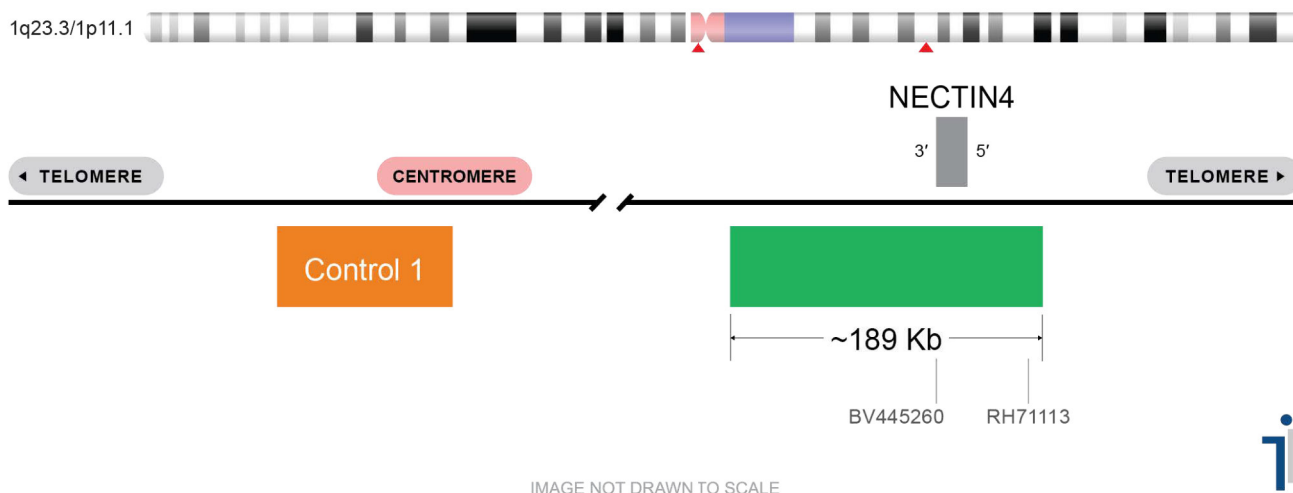 1q23.3/1p11.1
NECTIN4
3′ 5′
◂ TELOMERE CENTROMERE TELOMERE ▸
Control 1
~189 Kb
BV445260 RH71113
IMAGE NOT DRAWN TO SCALE